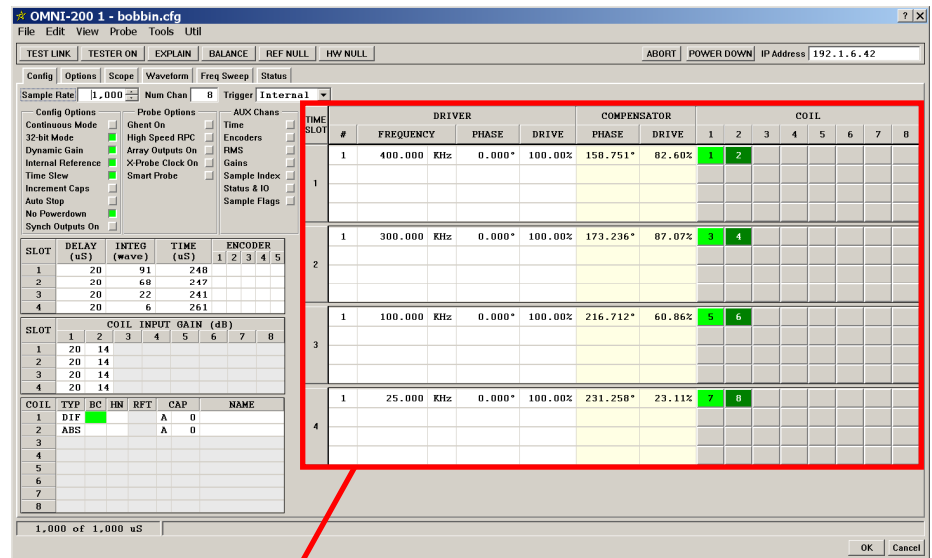 OMNI-200 1 - bobbin.cfg ? X
File Edit View Probe Tools Util
TEST LINK TESTER ON EXPLAIN BALANCE REF NULL HW NULL ABORT POWER DOWN IP Address 192.1.6.42
Config Options Scope Waveform Freq Sweep Status
Sample Rate 1,000 Num Chan 8 Trigger Internal
Config Options Probe Options AUX Chans
Continuous Mode Ghent On Time
32-bit Mode High Speed RPC Encoders
Dynamic Gain Array Outputs On RMS
Internal Reference X-Probe Clock On Gains
Time Slew Smart Probe Sample Index
Increment Caps Status & IO
Auto Stop Sample Flags
No Powerdown
Synch Outputs On
SLOT DELAY (uS) INTEG (wave) TIME (uS) ENCODER 1 2 3 4 5
1 20 91 248
2 20 68 247
3 20 22 241
4 20 6 261
SLOT COIL INPUT GAIN (dB)
1 2 3 4 5 6 7 8
1 20 14
2 20 14
3 20 14
4 20 14
COIL TYP BC HN RFT CAP NAME
1 DIF A 0
2 ABS A 0
3
4
5
6
7
8
TIME SLOT DRIVER COMPENSATOR COIL
# FREQUENCY PHASE DRIVE PHASE DRIVE 1 2 3 4 5 6 7 8
1 1 400.000 KHz 0.000° 100.00% 158.751° 82.60% 1 2
2 1 300.000 KHz 0.000° 100.00% 173.236° 87.07% 3 4
3 1 100.000 KHz 0.000° 100.00% 216.712° 60.86% 5 6
4 1 25.000 KHz 0.000° 100.00% 231.258° 23.11% 7 8
1,000 of 1,000 uS
OK Cancel